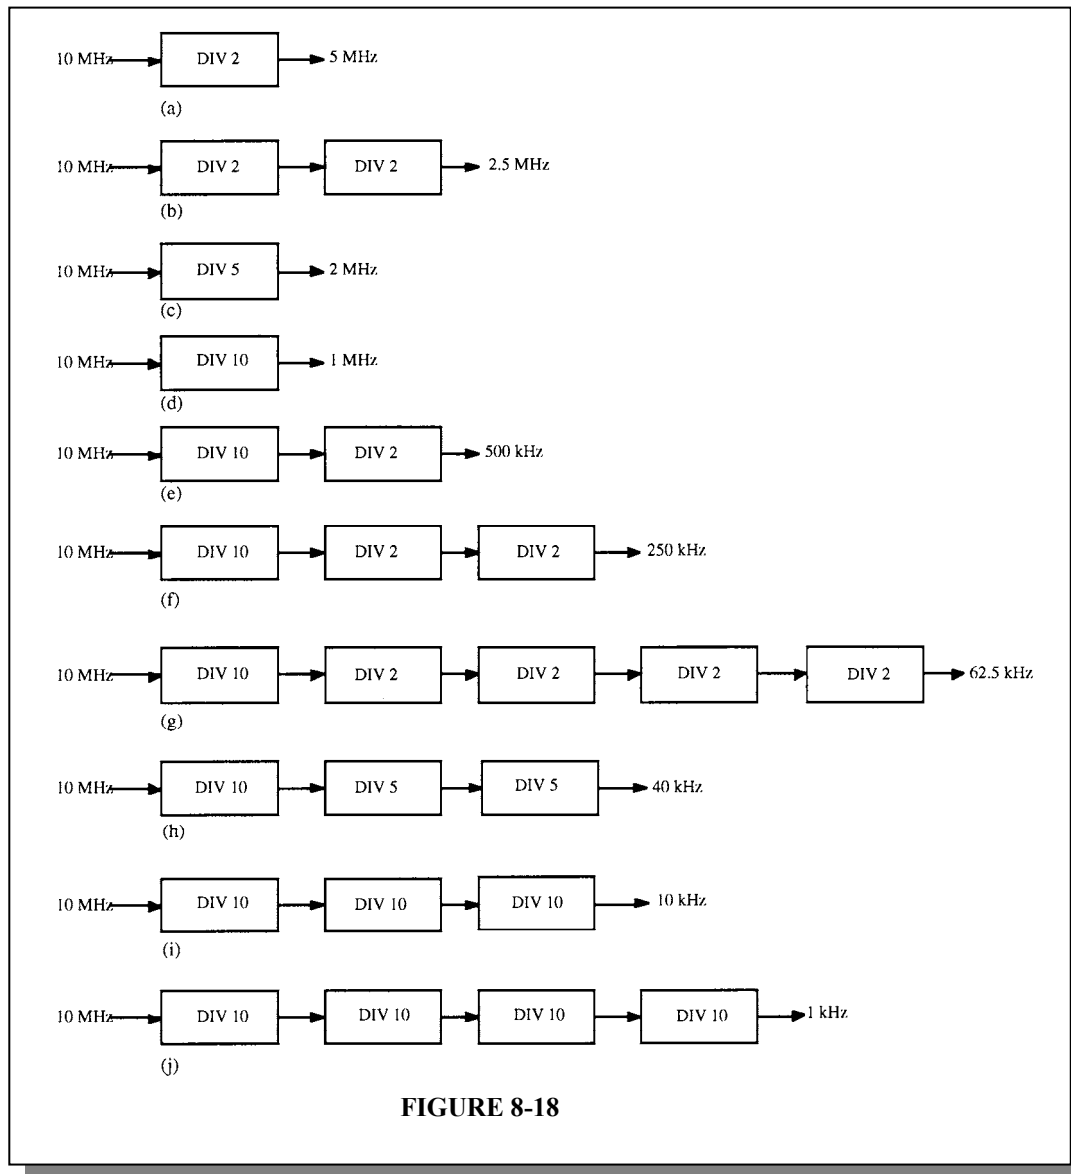 10 MHz DIV 2 5 MHz
(a)
10 MHz DIV 2 DIV 2 2.5 MHz
(b)
10 MHz DIV 5 2 MHz
(c)
10 MHz DIV 10 1 MHz
(d)
10 MHz DIV 10 DIV 2 500 kHz
(e)
10 MHz DIV 10 DIV 2 DIV 2 250 kHz
(f)
10 MHz DIV 10 DIV 2 DIV 2 DIV 2 DIV 2 62.5 kHz
(g)
10 MHz DIV 10 DIV 5 DIV 5 40 kHz
(h)
10 MHz DIV 10 DIV 10 DIV 10 10 kHz
(i)
10 MHz DIV 10 DIV 10 DIV 10 DIV 10 1 kHz
(j)
FIGURE 8-18